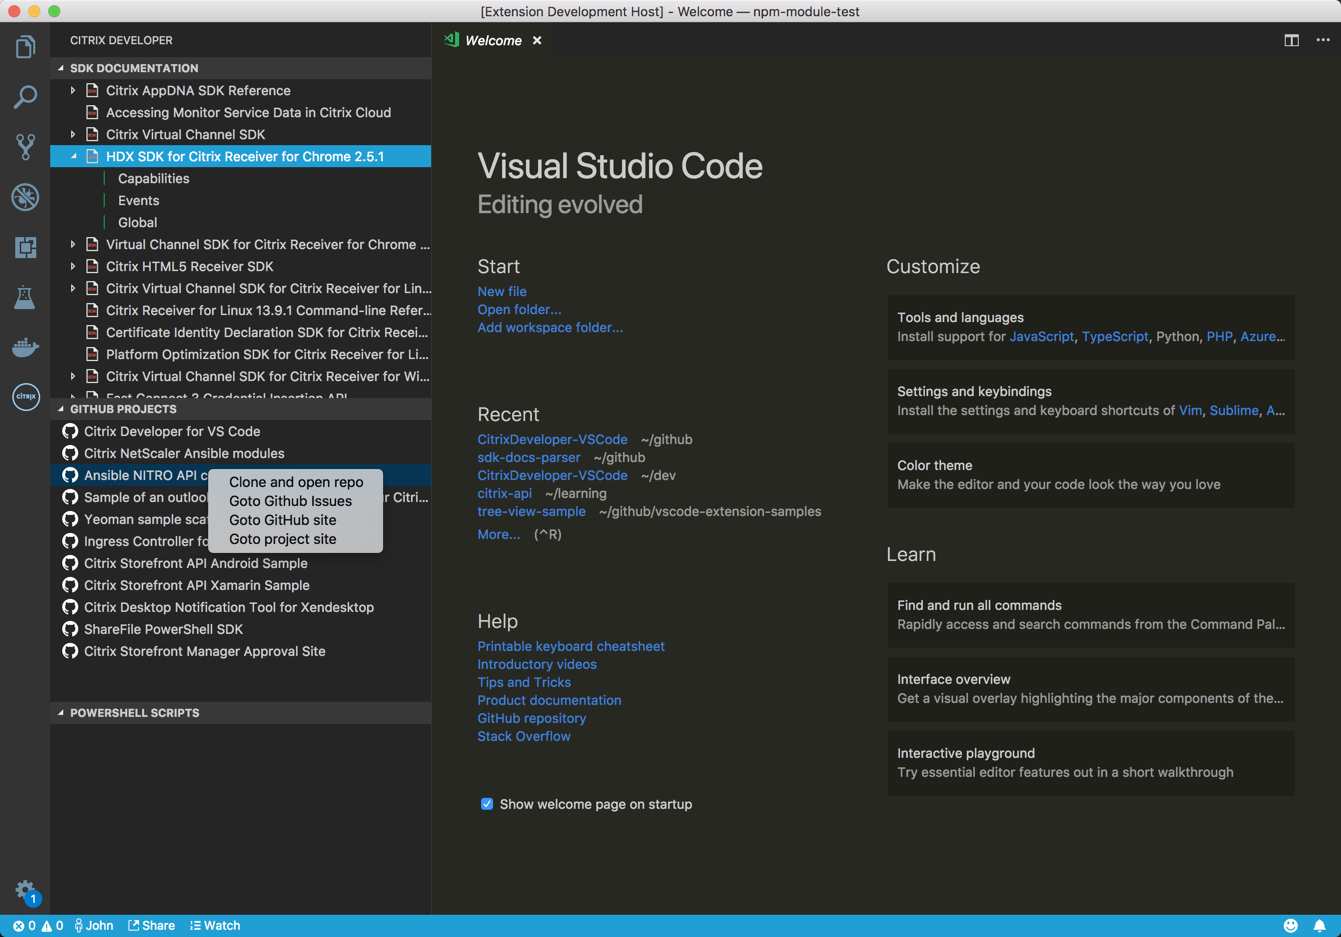 [Extension Development Host] - Welcome — npm-module-test
CITRIX DEVELOPER
SDK DOCUMENTATION
Citrix AppDNA SDK Reference
Accessing Monitor Service Data in Citrix Cloud
Citrix Virtual Channel SDK
HDX SDK for Citrix Receiver for Chrome 2.5.1
Capabilities
Events
Global
Virtual Channel SDK for Citrix Receiver for Chrome ...
Citrix HTML5 Receiver SDK
Citrix Virtual Channel SDK for Citrix Receiver for Lin...
Citrix Receiver for Linux 13.9.1 Command-line Refer...
Certificate Identity Declaration SDK for Citrix Recei...
Platform Optimization SDK for Citrix Receiver for Li...
Citrix Virtual Channel SDK for Citrix Receiver for Wi...
Fast Connect 3 Credential Insertion API
CITRIX
GITHUB PROJECTS
Citrix Developer for VS Code
Citrix NetScaler Ansible modules
Ansible NITRO API c
Sample of an outlool ur Citri...
Yeoman sample sca
Ingress Controller fo
Citrix Storefront API Android Sample
Citrix Storefront API Xamarin Sample
Citrix Desktop Notification Tool for Xendesktop
ShareFile PowerShell SDK
Citrix Storefront Manager Approval Site
Clone and open repo
Goto Github Issues
Goto GitHub site
Goto project site
POWERSHELL SCRIPTS
Welcome
Visual Studio Code
Editing evolved
Start
New file
Open folder...
Add workspace folder...
Recent
CitrixDeveloper-VSCode ~/github
sdk-docs-parser ~/github
CitrixDeveloper-VSCode ~/dev
citrix-api ~/learning
tree-view-sample ~/github/vscode-extension-samples
More... (^R)
Help
Printable keyboard cheatsheet
Introductory videos
Tips and Tricks
Product documentation
GitHub repository
Stack Overflow
Show welcome page on startup
Customize
Tools and languages
Install support for JavaScript, TypeScript, Python, PHP, Azure...
Settings and keybindings
Install the settings and keyboard shortcuts of Vim, Sublime, A...
Color theme
Make the editor and your code look the way you love
Learn
Find and run all commands
Rapidly access and search commands from the Command Pal...
Interface overview
Get a visual overlay highlighting the major components of the...
Interactive playground
Try essential editor features out in a short walkthrough
1
0 0 John Share Watch